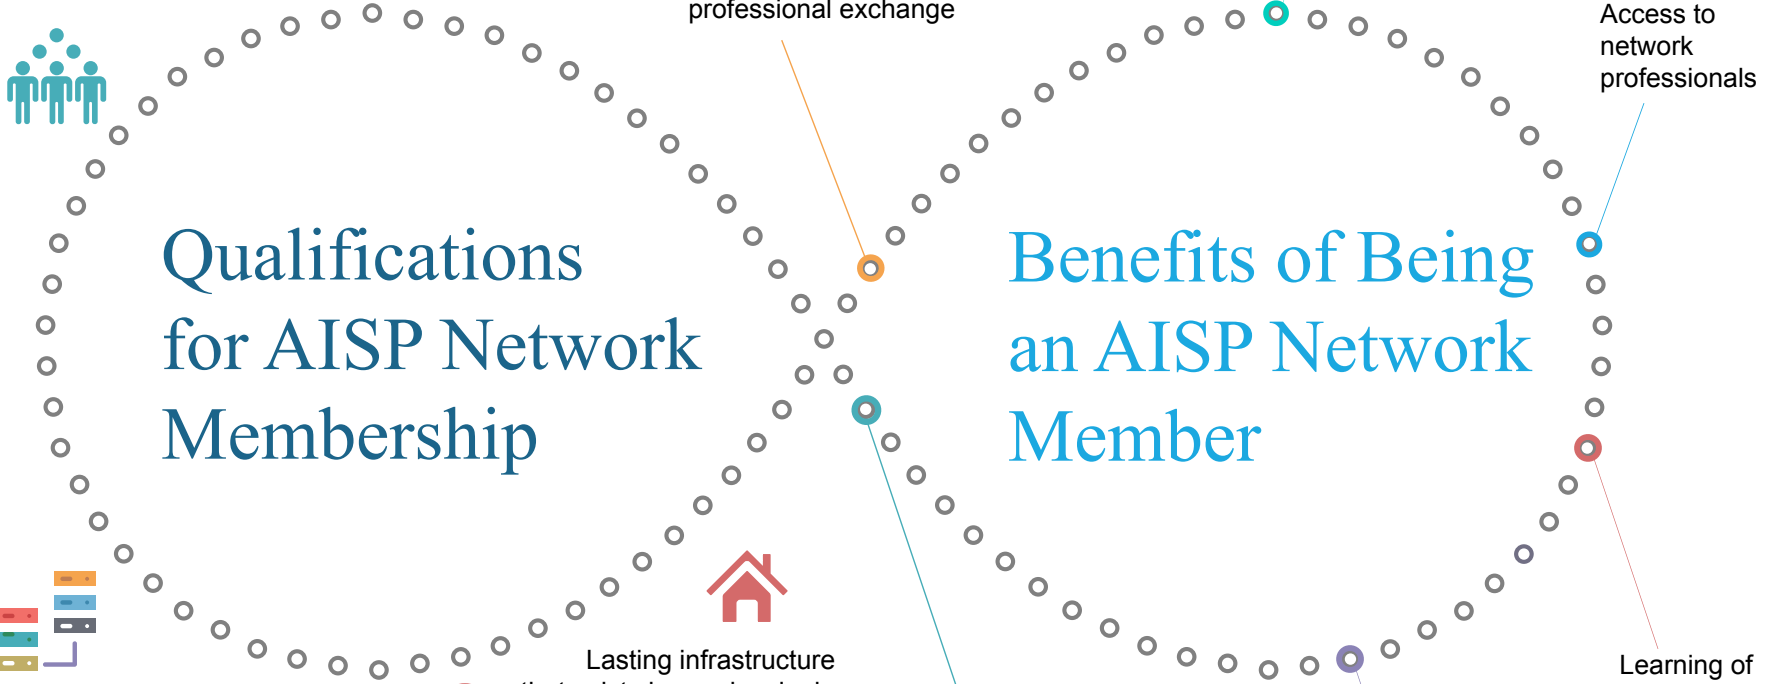 professional exchange
Access to
network
professionals
Qualifications
for AISP Network
Membership
Benefits of Being
an AISP Network
Member
Lasting infrastructure
Learning of